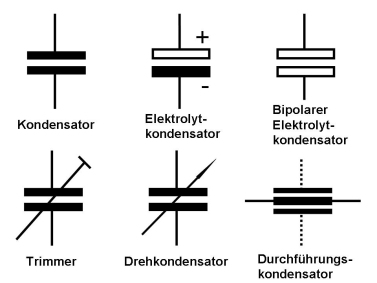 +
-
Kondensator
Elektrolyt-
kondensator
Bipolarer
Elektrolyt-
kondensator
Trimmer
Drehkondensator
Durchführungs-
kondensator